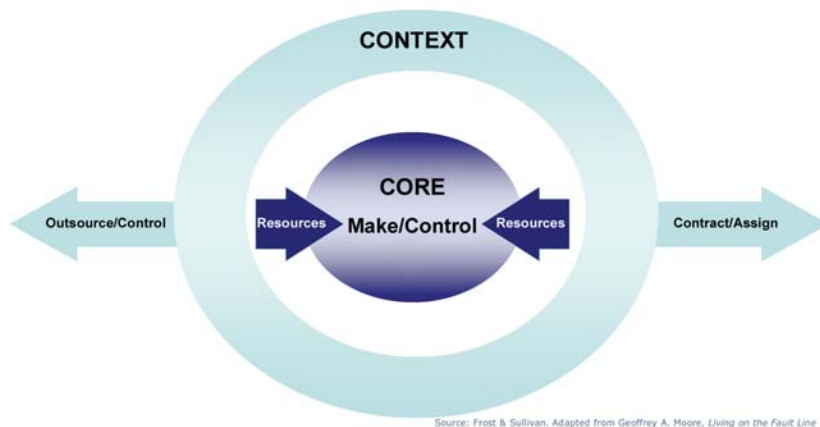 CONTEXT
CORE
Outsource/Control
Resources
Make/Control
Resources
Contract/Assign
Source: Frost & Sullivan. Adapted from Geoffrey A. Moore, Living on the Fault Line